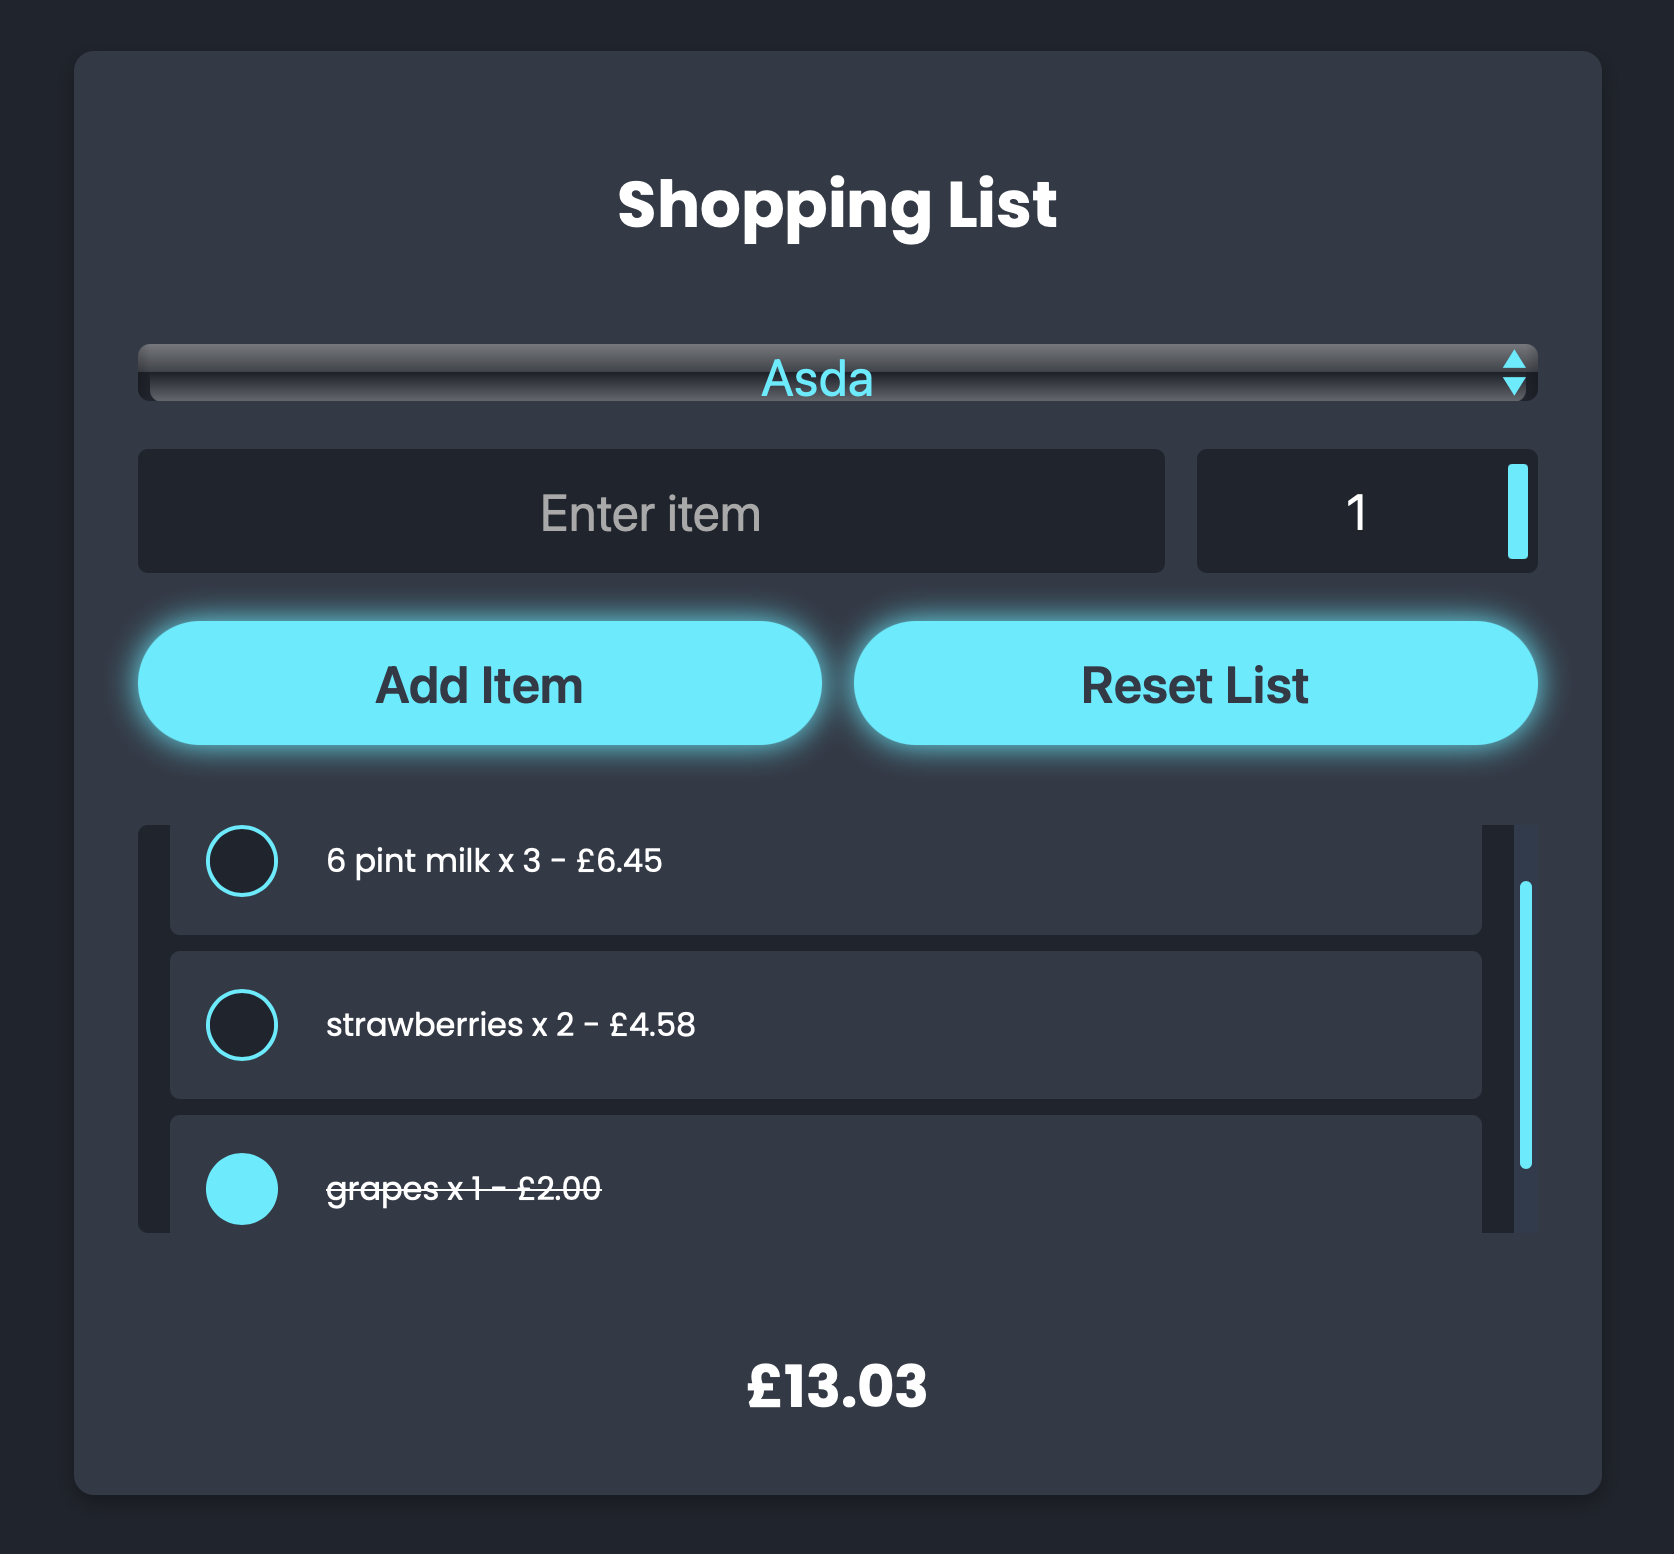 Shopping List
Asda
Enter item
1
Add Item
Reset List
6 pint milk x 3 - £6.45
strawberries x 2 - £4.58
grapes x 1 - £2.00
£13.03